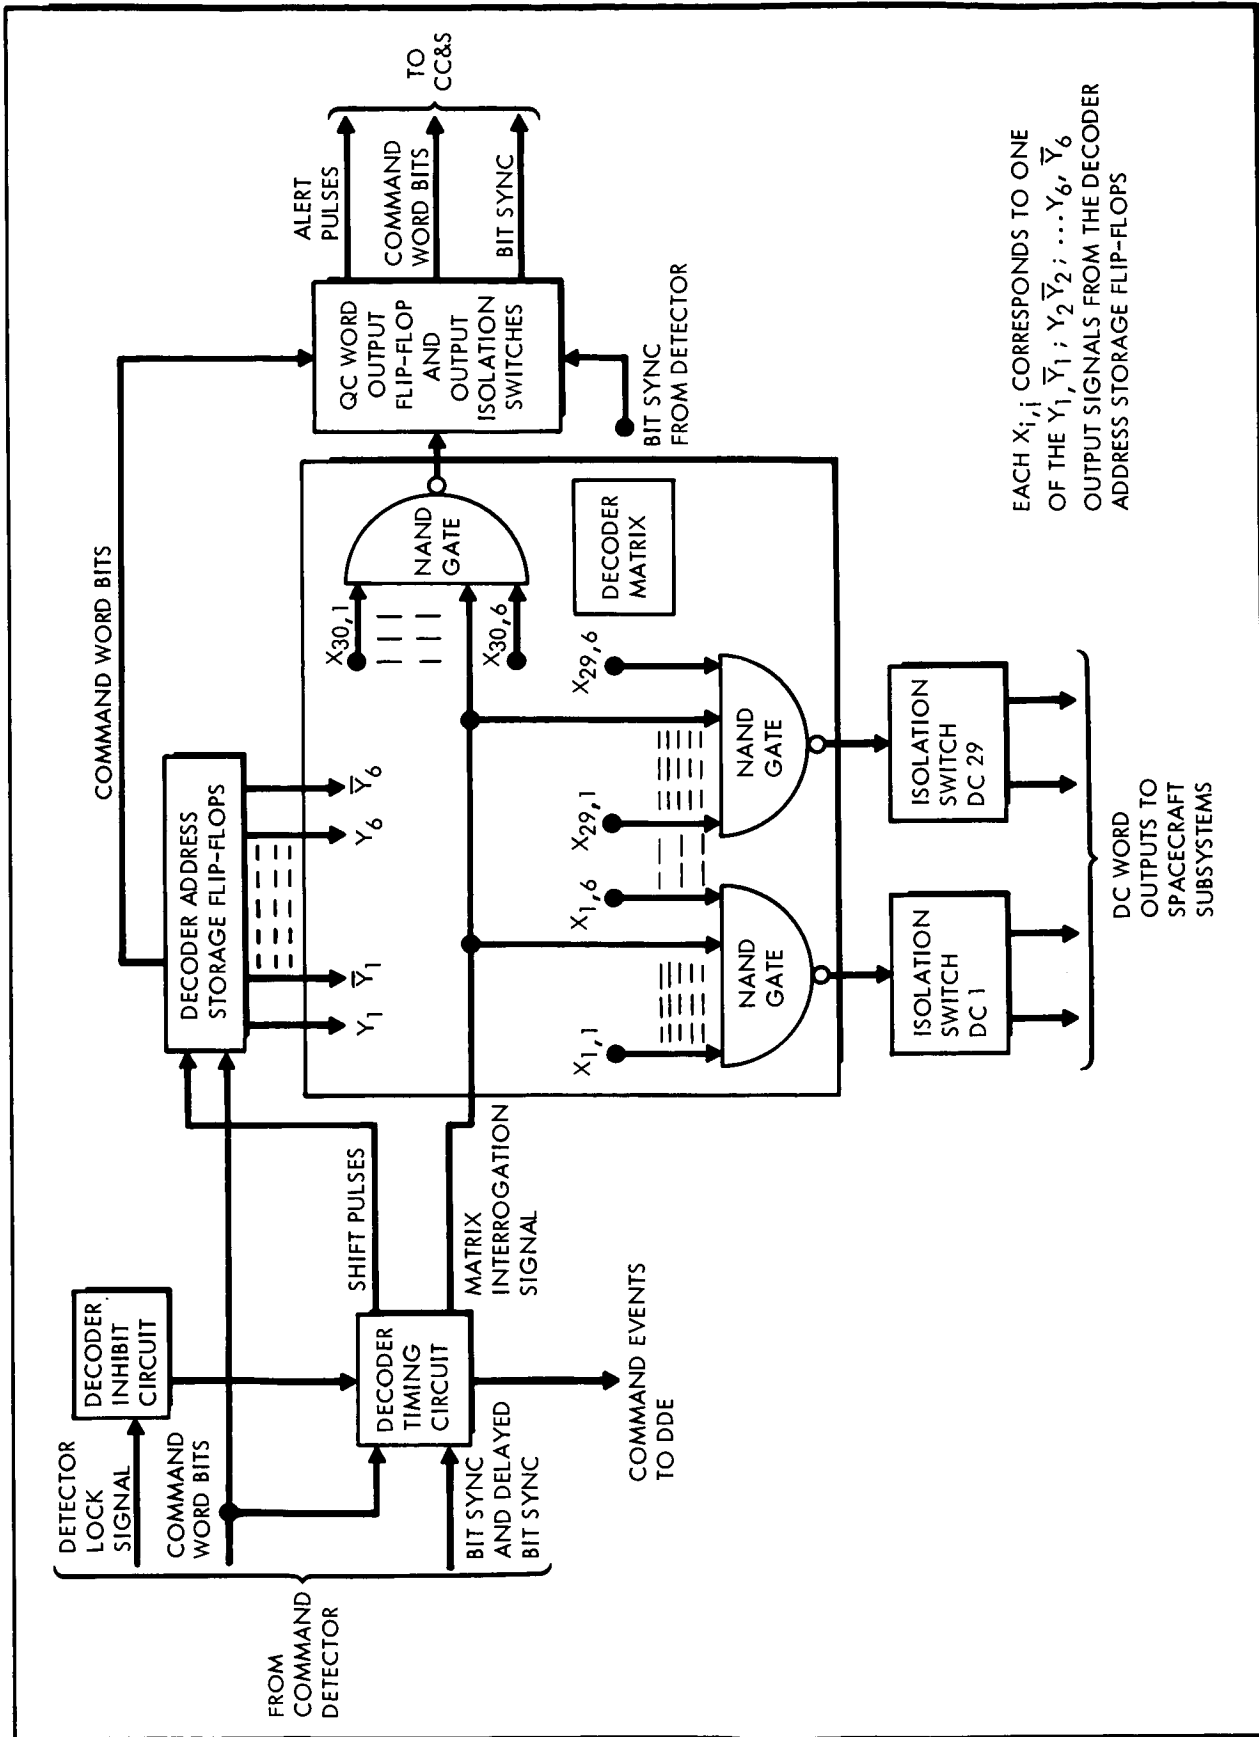 FROM
COMMAND
DETECTOR
DETECTOR
LOCK
SIGNAL
COMMAND
WORD BITS
BIT SYNC
AND DELAYED
BIT SYNC
DECODER
INHIBIT
CIRCUIT
DECODER
TIMING
CIRCUIT
COMMAND EVENTS
TO DDE
SHIFT PULSES
MATRIX
INTERROGATION
SIGNAL
DECODER ADDRESS
STORAGE FLIP-FLOPS
Y1 Y̅1 Y6 Y̅6
COMMAND WORD BITS
X1,1 X1,6 X29,1 X29,6
NAND
GATE
NAND
GATE
X30,1
X30,6
NAND
GATE
DECODER
MATRIX
ISOLATION
SWITCH
DC 1
ISOLATION
SWITCH
DC 29
DC WORD
OUTPUTS TO
SPACECRAFT
SUBSYSTEMS
QC WORD
OUTPUT
FLIP-FLOP
AND
OUTPUT
ISOLATION
SWITCHES
BIT SYNC
FROM DETECTOR
ALERT
PULSES
COMMAND
WORD BITS
BIT SYNC
TO
CC&S
EACH Xi,j CORRESPONDS TO ONE
OF THE Y1, Y̅1; Y2 Y̅2; ... Y6, Y̅6
OUTPUT SIGNALS FROM THE DECODER
ADDRESS STORAGE FLIP-FLOPS